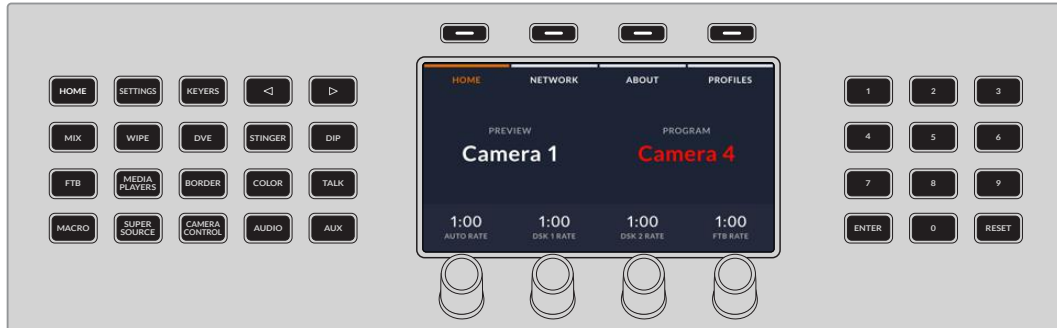 HOME SETTINGS KEYERS
MIX WIPE DVE STINGER DIP
FTB MEDIA PLAYERS BORDER COLOR TALK
MACRO SUPER SOURCE CAMERA CONTROL AUDIO AUX
HOME NETWORK ABOUT PROFILES
PREVIEW PROGRAM
Camera 1 Camera 4
1:00 1:00 1:00 1:00
AUTO RATE DSK 1 RATE DSK 2 RATE FTB RATE
1 2 3
4 5 6
7 8 9
ENTER 0 RESET